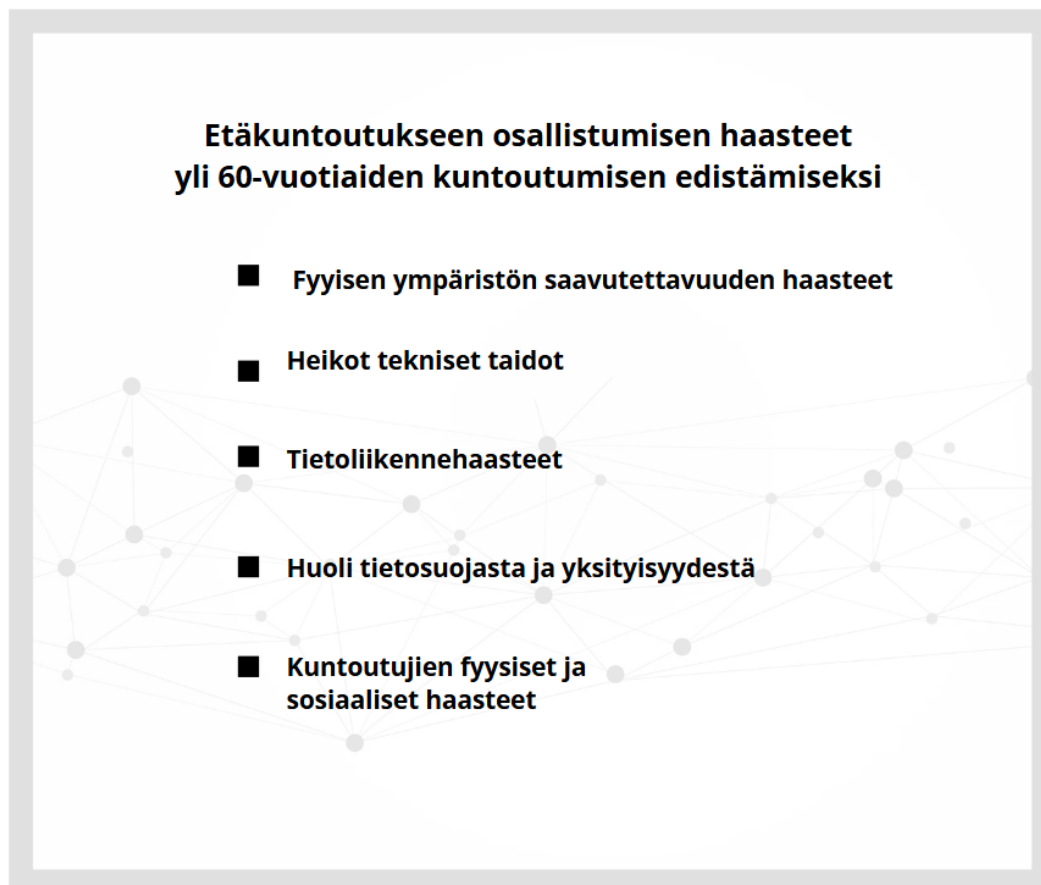 Etäkuntoutukseen osallistumisen haasteet
yli 60-vuotiaiden kuntoutumisen edistämiseksi
Fyyisen ympäristön saavutettavuuden haasteet
Heikot tekniset taidot
Tietoliikennehaasteet
Huoli tietosuojasta ja yksityisyydestä
Kuntoutujien fyysiset ja
sosiaaliset haasteet